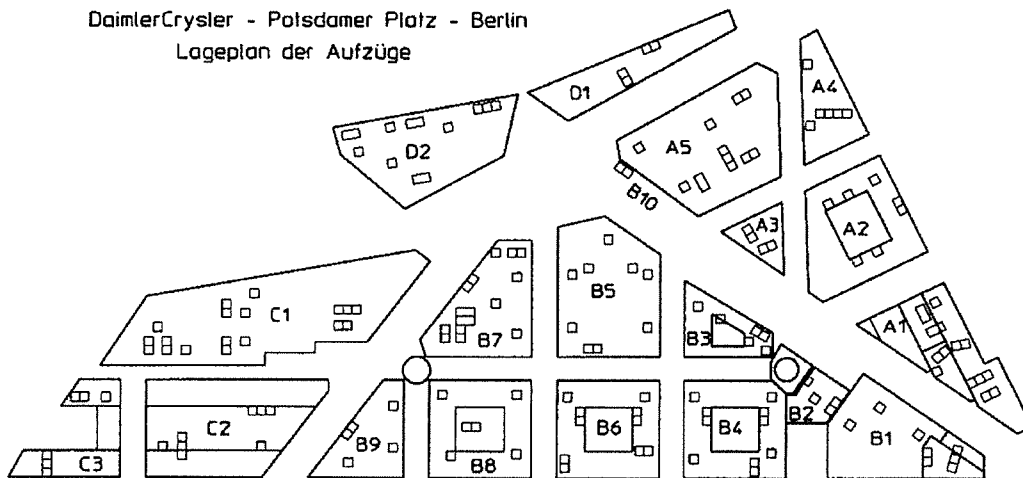 DaimlerCrysler - Potsdamer Platz - Berlin
Lageplan der Aufzüge
D1
A4
D2
A5
B10
A3
A2
B5
C1
B7
B3
A1
B2
C2
B9
B6
B4
B1
C3
B8